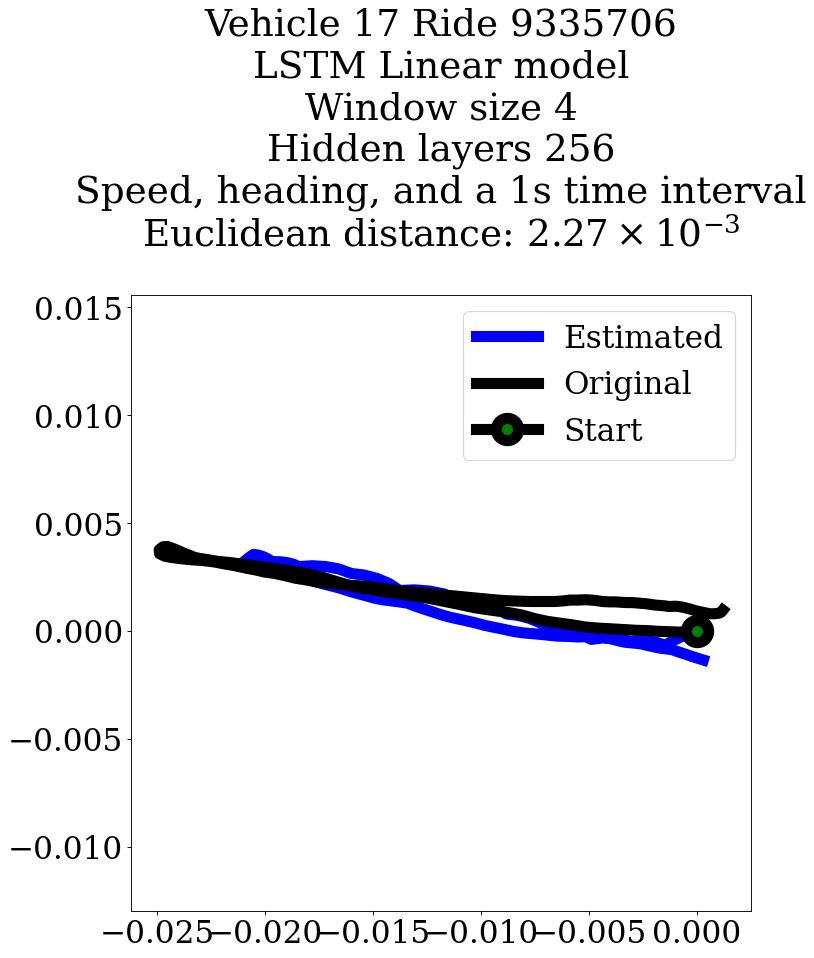 Vehicle 17 Ride 9335706
LSTM Linear model
Window size 4
Hidden layers 256
Speed, heading, and a 1s time interval
Euclidean distance: 2.27 × 10⁻³
Estimated
Original
Start
0.015
0.010
0.005
0.000
−0.005
−0.010
−0.025 −0.020 −0.015 −0.010 −0.005 0.000